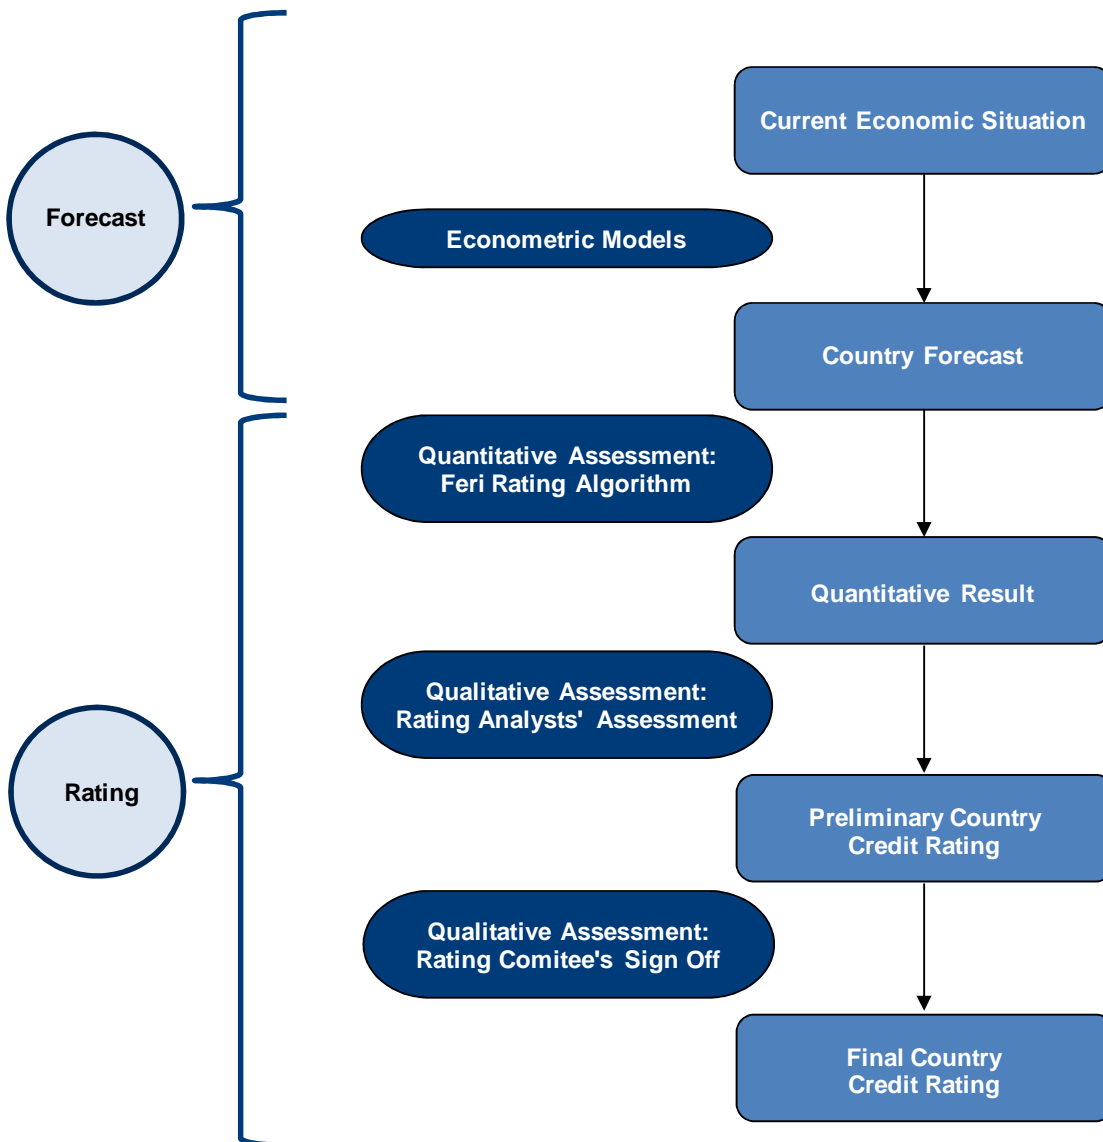 Current Economic Situation
Forecast
Econometric Models
Country Forecast
Quantitative Assessment:
Feri Rating Algorithm
Quantitative Result
Qualitative Assessment:
Rating Analysts' Assessment
Rating
Preliminary Country
Credit Rating
Qualitative Assessment:
Rating Comitee's Sign Off
Final Country
Credit Rating